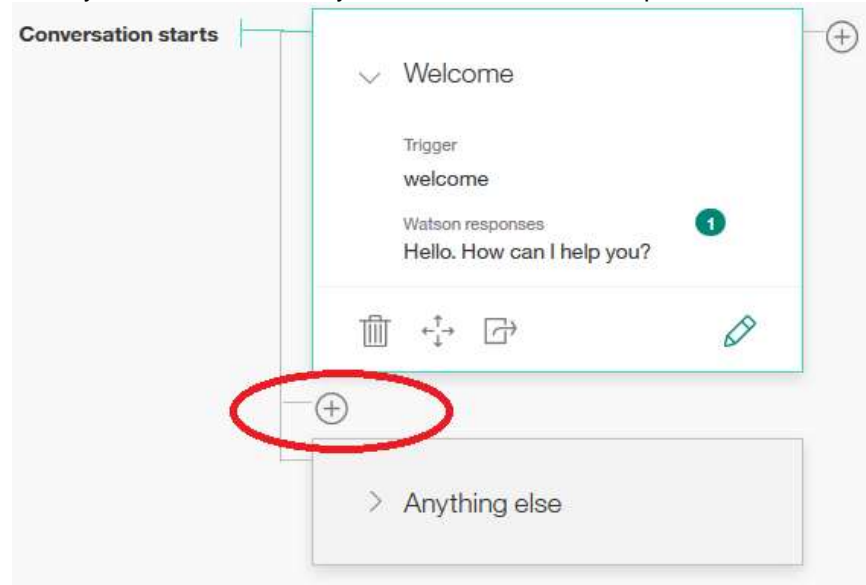 Conversation starts
Welcome
Trigger
welcome
Watson responses
1
Hello. How can I help you?
Anything else